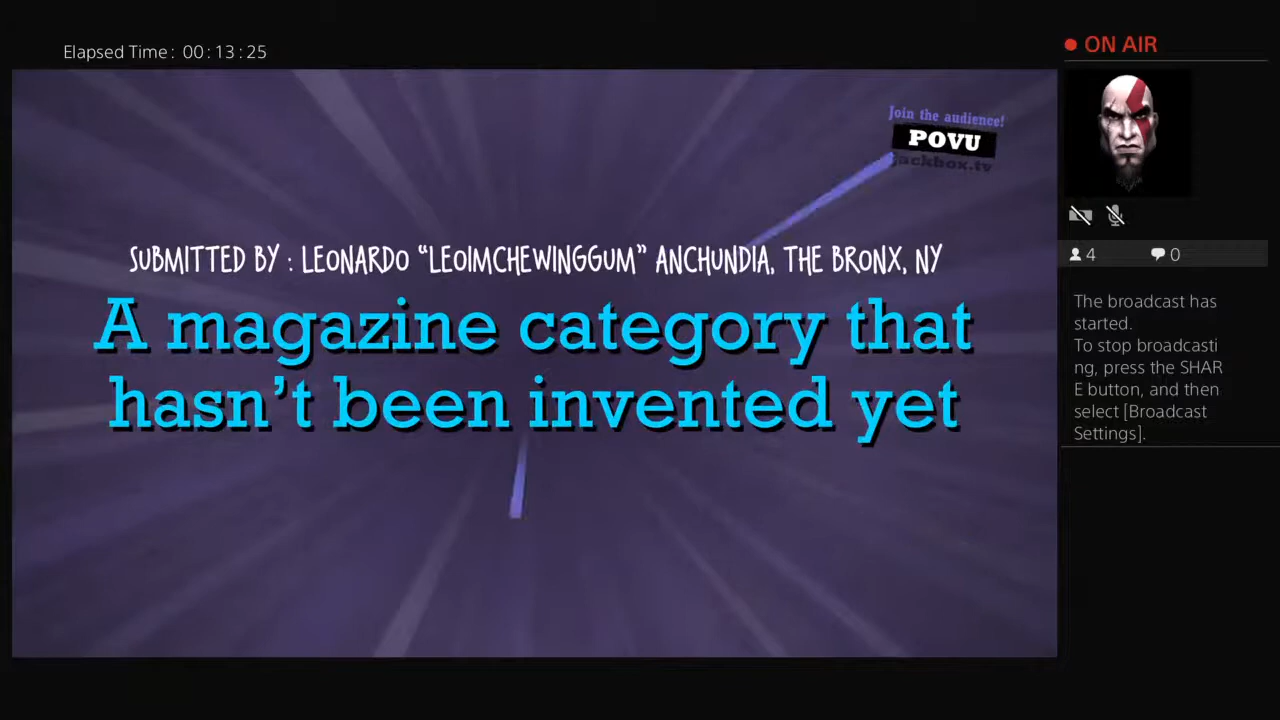 Elapsed Time: 00:13:25
ON AIR
Join the audience!
POVU
jackbox.tv
SUBMITTED BY : LEONARDO “LEOIMCHEWINGGUM” ANCHUNDIA, THE BRONX, NY
A magazine category that
hasn’t been invented yet
4
0
The broadcast has
started.
To stop broadcasti
ng, press the SHAR
E button, and then
select [Broadcast
Settings].